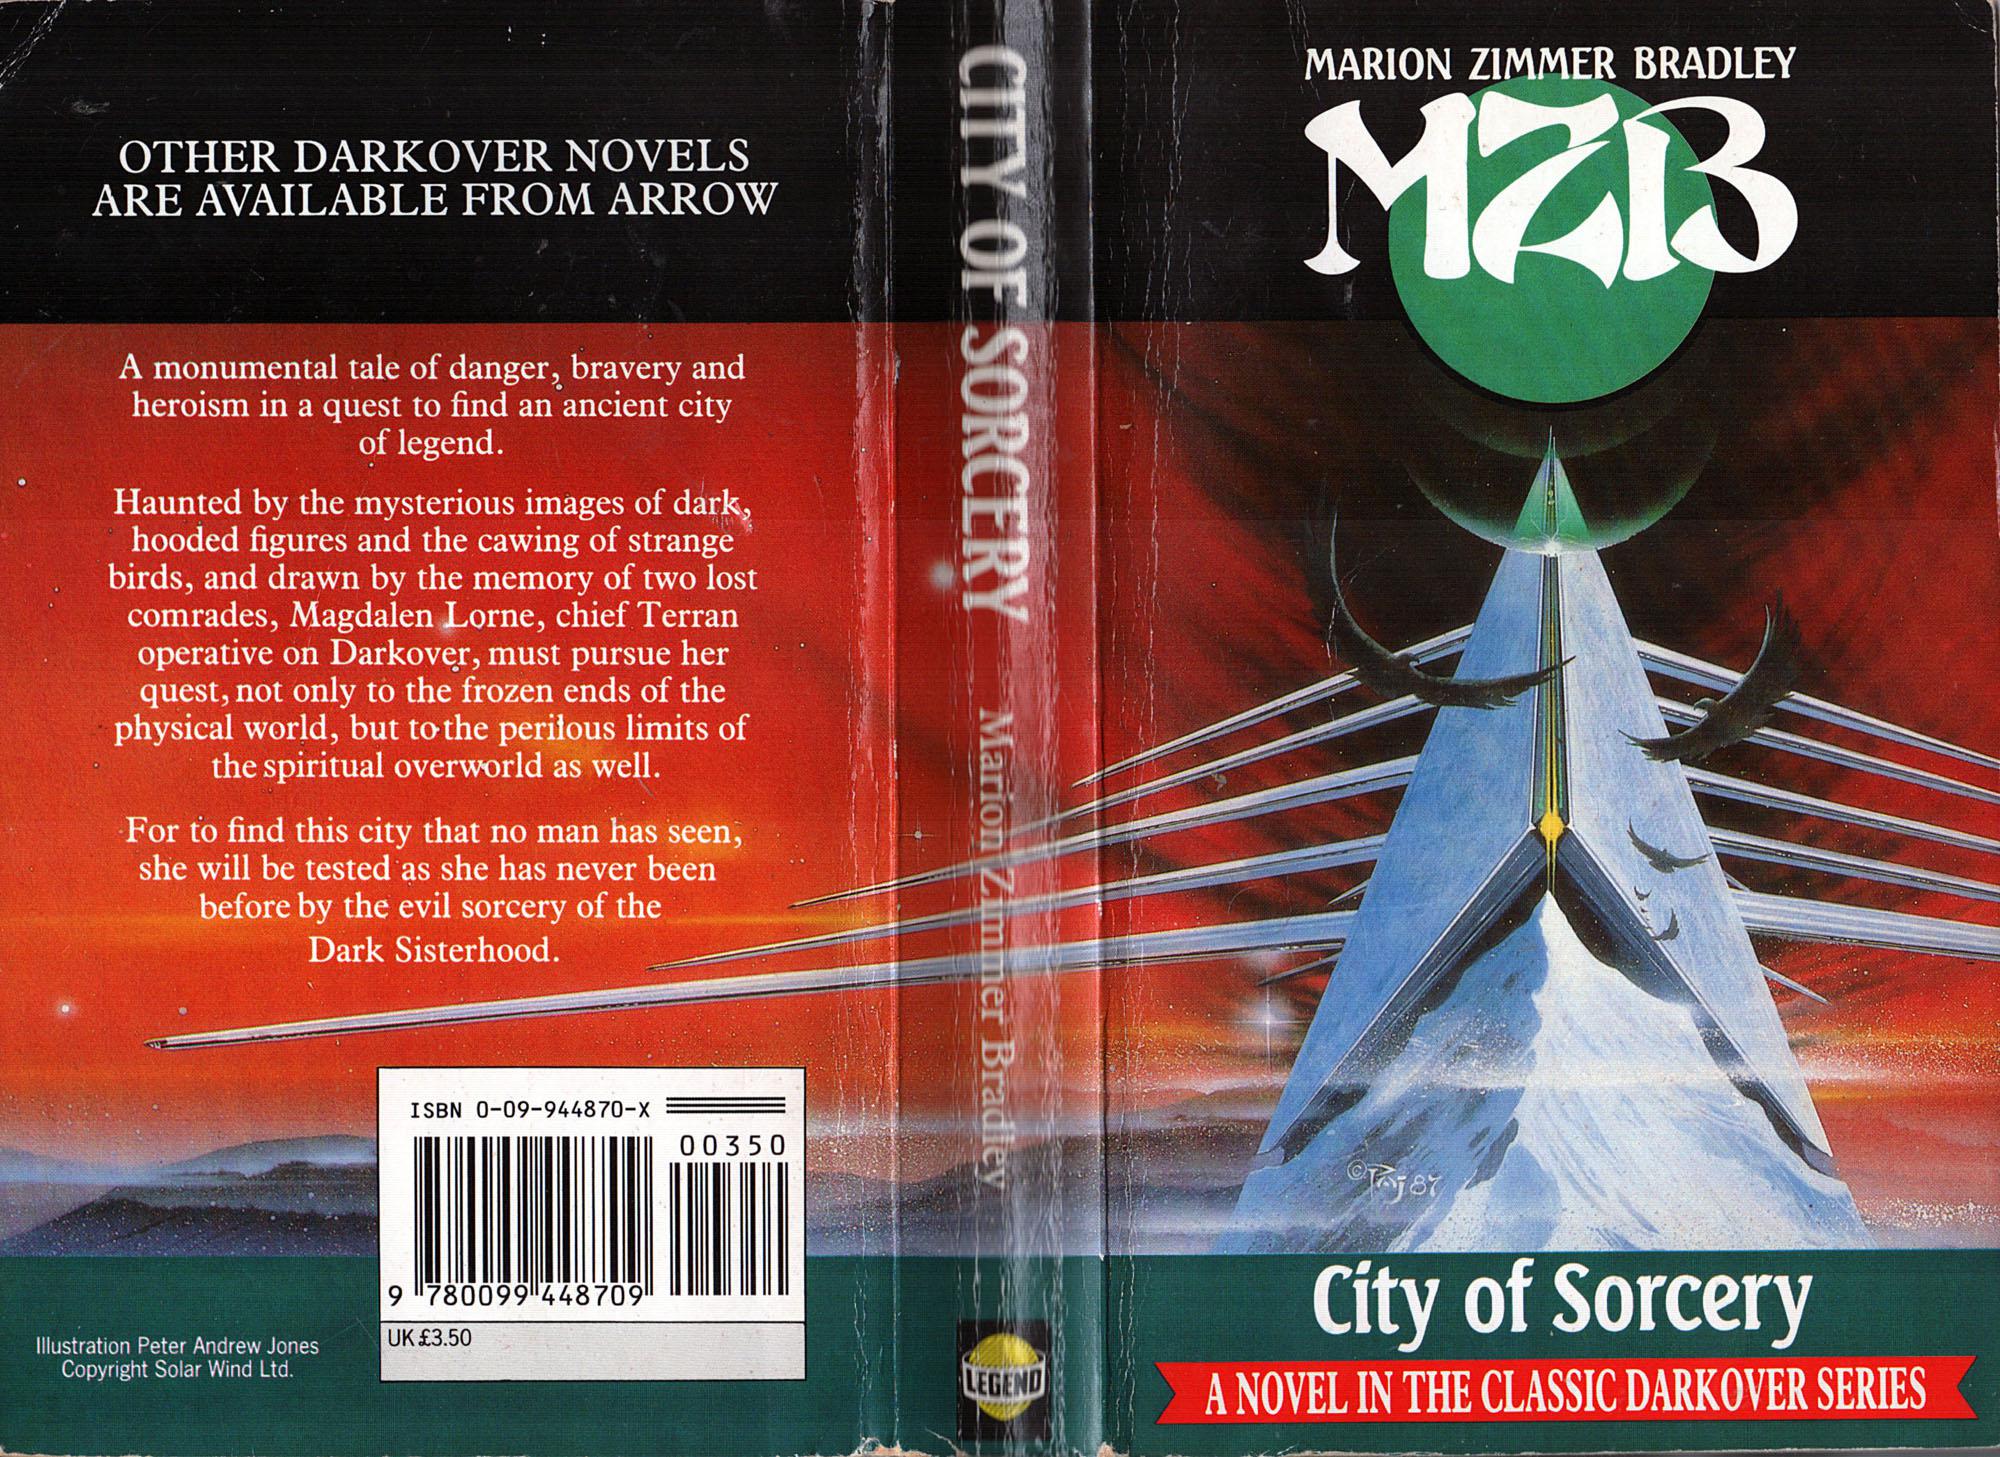 OTHER DARKOVER NOVELS
ARE AVAILABLE FROM ARROW
A monumental tale of danger, bravery and
heroism in a quest to find an ancient city
of legend.
Haunted by the mysterious images of dark,
hooded figures and the cawing of strange
birds, and drawn by the memory of two lost
comrades, Magdalen Lorne, chief Terran
operative on Darkover, must pursue her
quest, not only to the frozen ends of the
physical world, but to the perilous limits of
the spiritual overworld as well.
For to find this city that no man has seen,
she will be tested as she has never been
before by the evil sorcery of the
Dark Sisterhood.
ISBN 0-09-944870-X
00350
9 780099 448709
UK £3.50
Illustration Peter Andrew Jones
Copyright Solar Wind Ltd.
CITY OF SORCERY
Marion Zimmer Bradley
LEGEND
MARION ZIMMER BRADLEY
MZB
© PAJ 87
City of Sorcery
A NOVEL IN THE CLASSIC DARKOVER SERIES